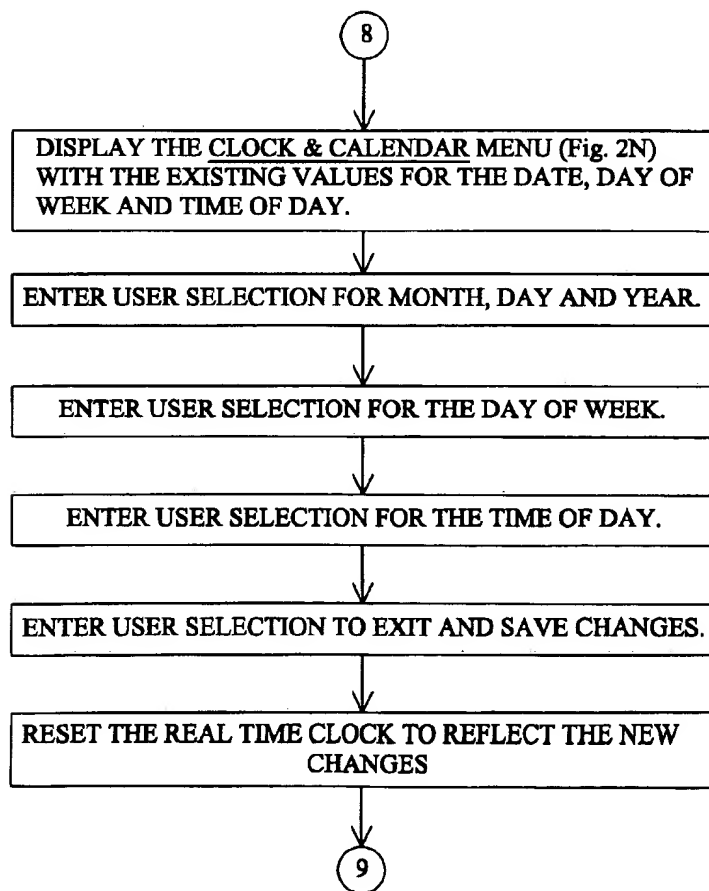 8
DISPLAY THE CLOCK & CALENDAR MENU (Fig. 2N)
WITH THE EXISTING VALUES FOR THE DATE, DAY OF
WEEK AND TIME OF DAY.
ENTER USER SELECTION FOR MONTH, DAY AND YEAR.
ENTER USER SELECTION FOR THE DAY OF WEEK.
ENTER USER SELECTION FOR THE TIME OF DAY.
ENTER USER SELECTION TO EXIT AND SAVE CHANGES.
RESET THE REAL TIME CLOCK TO REFLECT THE NEW
CHANGES
9